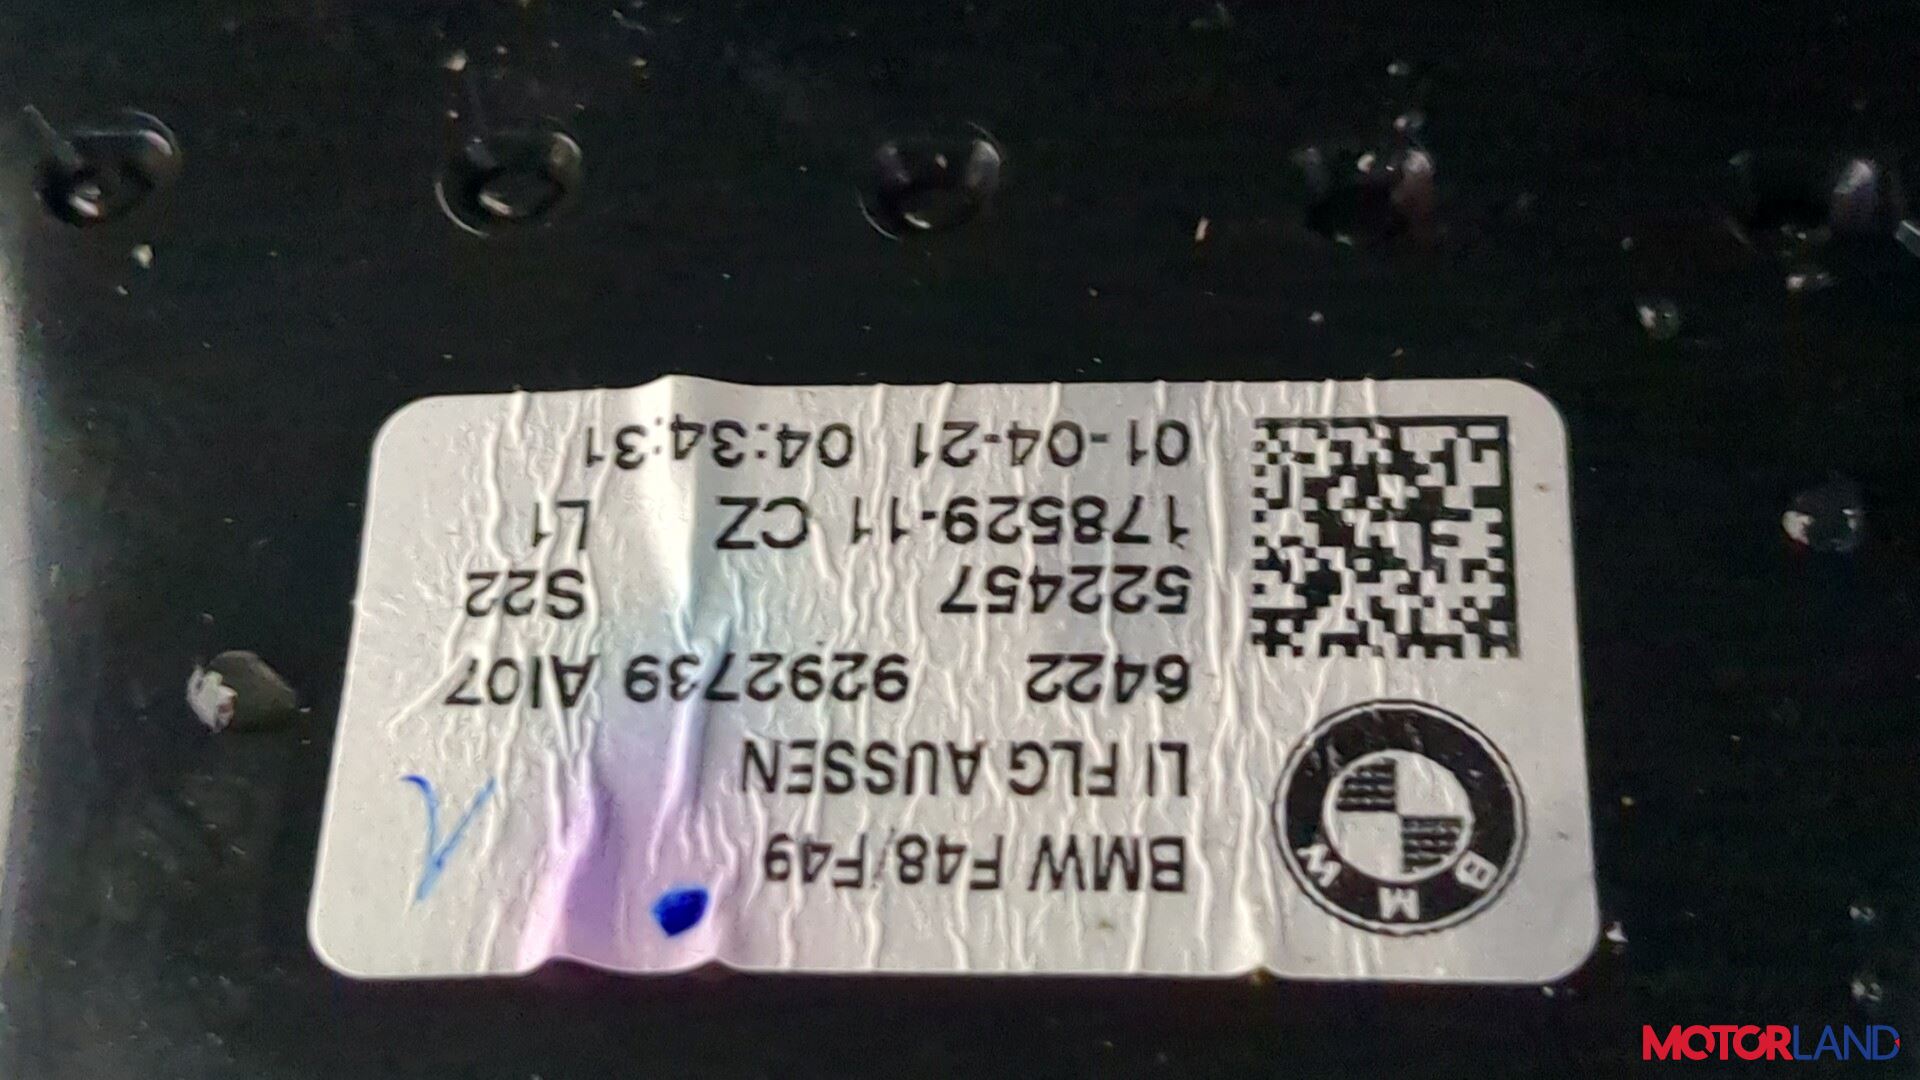 BMW F48/F49
LI FLG AUSSEN
6422 9292739 AI07
522457 S22
178529-11 CZ L1
01-04-21 04:34:31
BMW
MOTORLAND